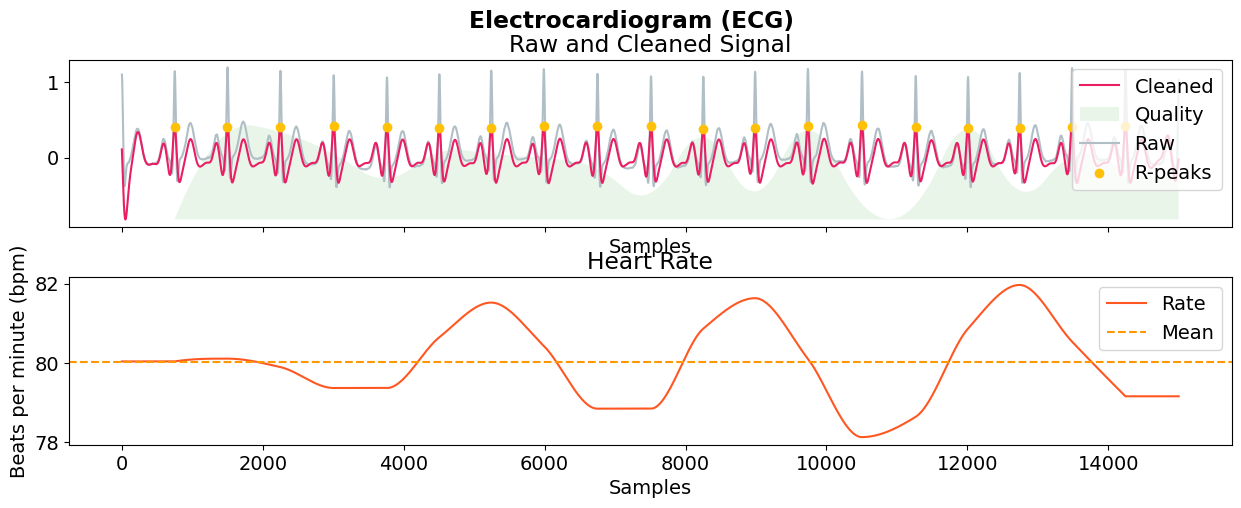 Electrocardiogram (ECG)
Raw and Cleaned Signal
1
0
Cleaned
Quality
Raw
R-peaks
Samples
Heart Rate
Beats per minute (bpm)
82
80
78
Rate
Mean
0 2000 4000 6000 8000 10000 12000 14000
Samples